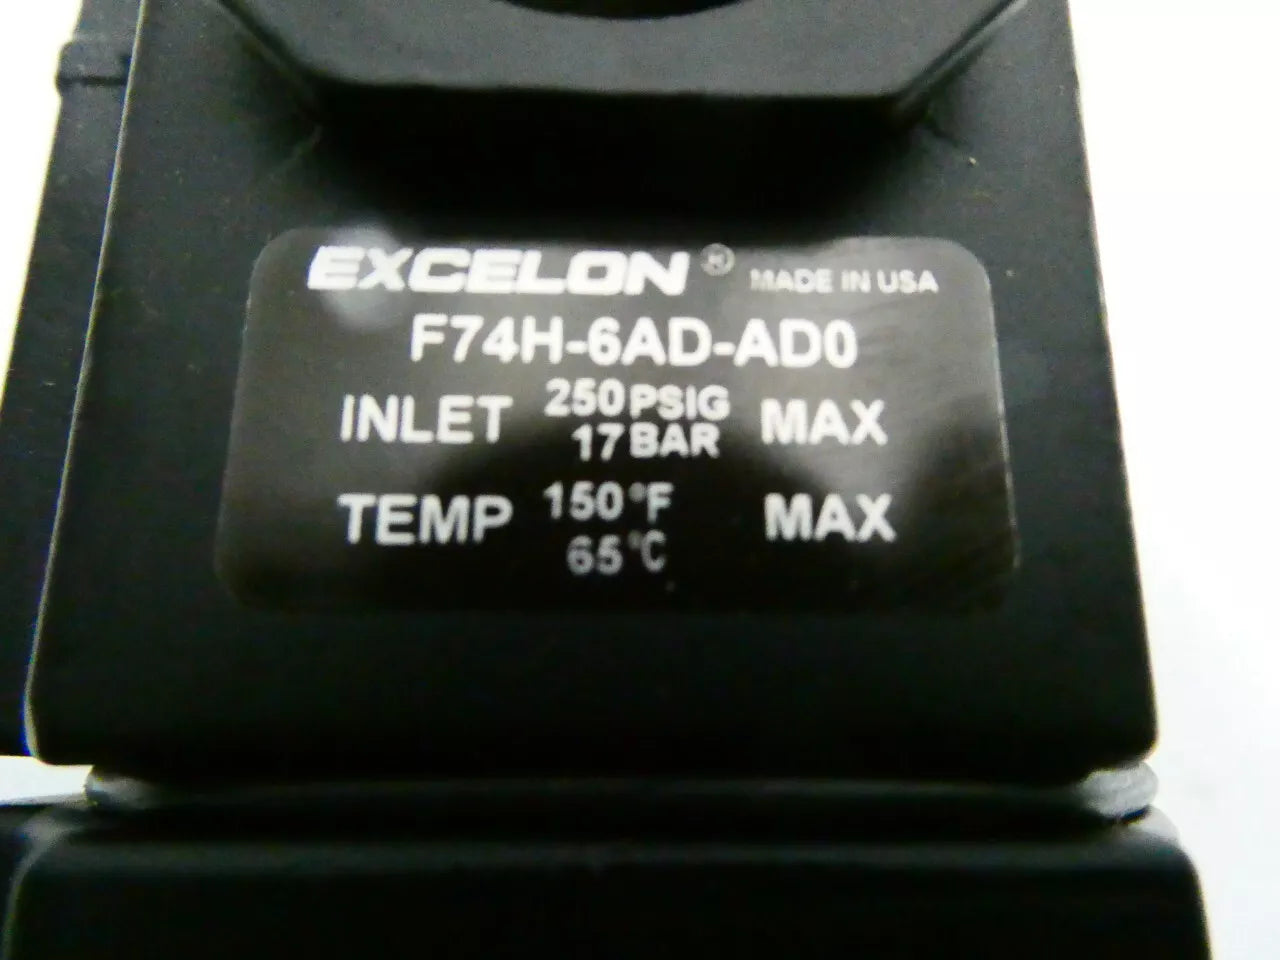 EXCELON ® MADE IN USA
F74H-6AD-AD0
INLET 250 PSIG MAX
17 BAR
TEMP 150 °F MAX
65 °C